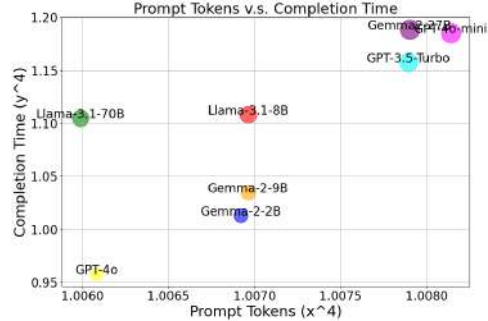 Prompt Tokens v.s. Completion Time
Completion Time (y^4)
1.20
1.15
1.10
1.05
1.00
0.95
Gemma-2-27B
GPT-4o-mini
GPT-3.5-Turbo
Llama-3.1-70B
Llama-3.1-8B
Gemma-2-9B
Gemma-2-2B
GPT-4o
1.0060
1.0065
1.0070
1.0075
1.0080
Prompt Tokens (x^4)